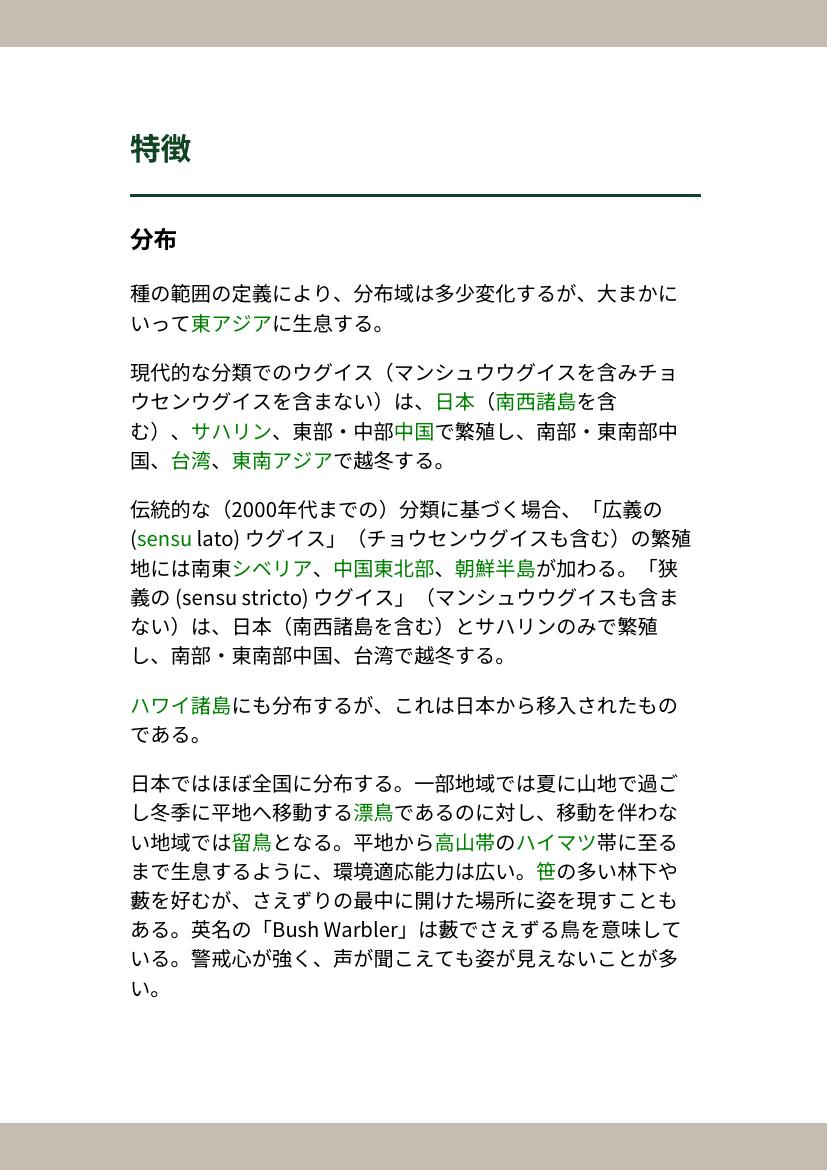 特徴
分布
種の範囲の定義により、分布域は多少変化するが、大まかに
いって東アジアに生息する。
現代的な分類でのウグイス（マンシュウウグイスを含みチョ
ウセンウグイスを含まない）は、日本（南西諸島を含
む）、サハリン、東部・中部中国で繁殖し、南部・東南部中
国、台湾、東南アジアで越冬する。
伝統的な（2000年代までの）分類に基づく場合、「広義の
(sensu lato) ウグイス」（チョウセンウグイスも含む）の繁殖
地には南東シベリア、中国東北部、朝鮮半島が加わる。「狭
義の (sensu stricto) ウグイス」（マンシュウウグイスも含ま
ない）は、日本（南西諸島を含む）とサハリンのみで繁殖
し、南部・東南部中国、台湾で越冬する。
ハワイ諸島にも分布するが、これは日本から移入されたもの
である。
日本ではほぼ全国に分布する。一部地域では夏に山地で過ご
し冬季に平地へ移動する漂鳥であるのに対し、移動を伴わな
い地域では留鳥となる。平地から高山帯のハイマツ帯に至る
まで生息するように、環境適応能力は広い。笹の多い林下や
藪を好むが、さえずりの最中に開けた場所に姿を現すことも
ある。英名の「Bush Warbler」は藪でさえずる鳥を意味して
いる。警戒心が強く、声が聞こえても姿が見えないことが多
い。